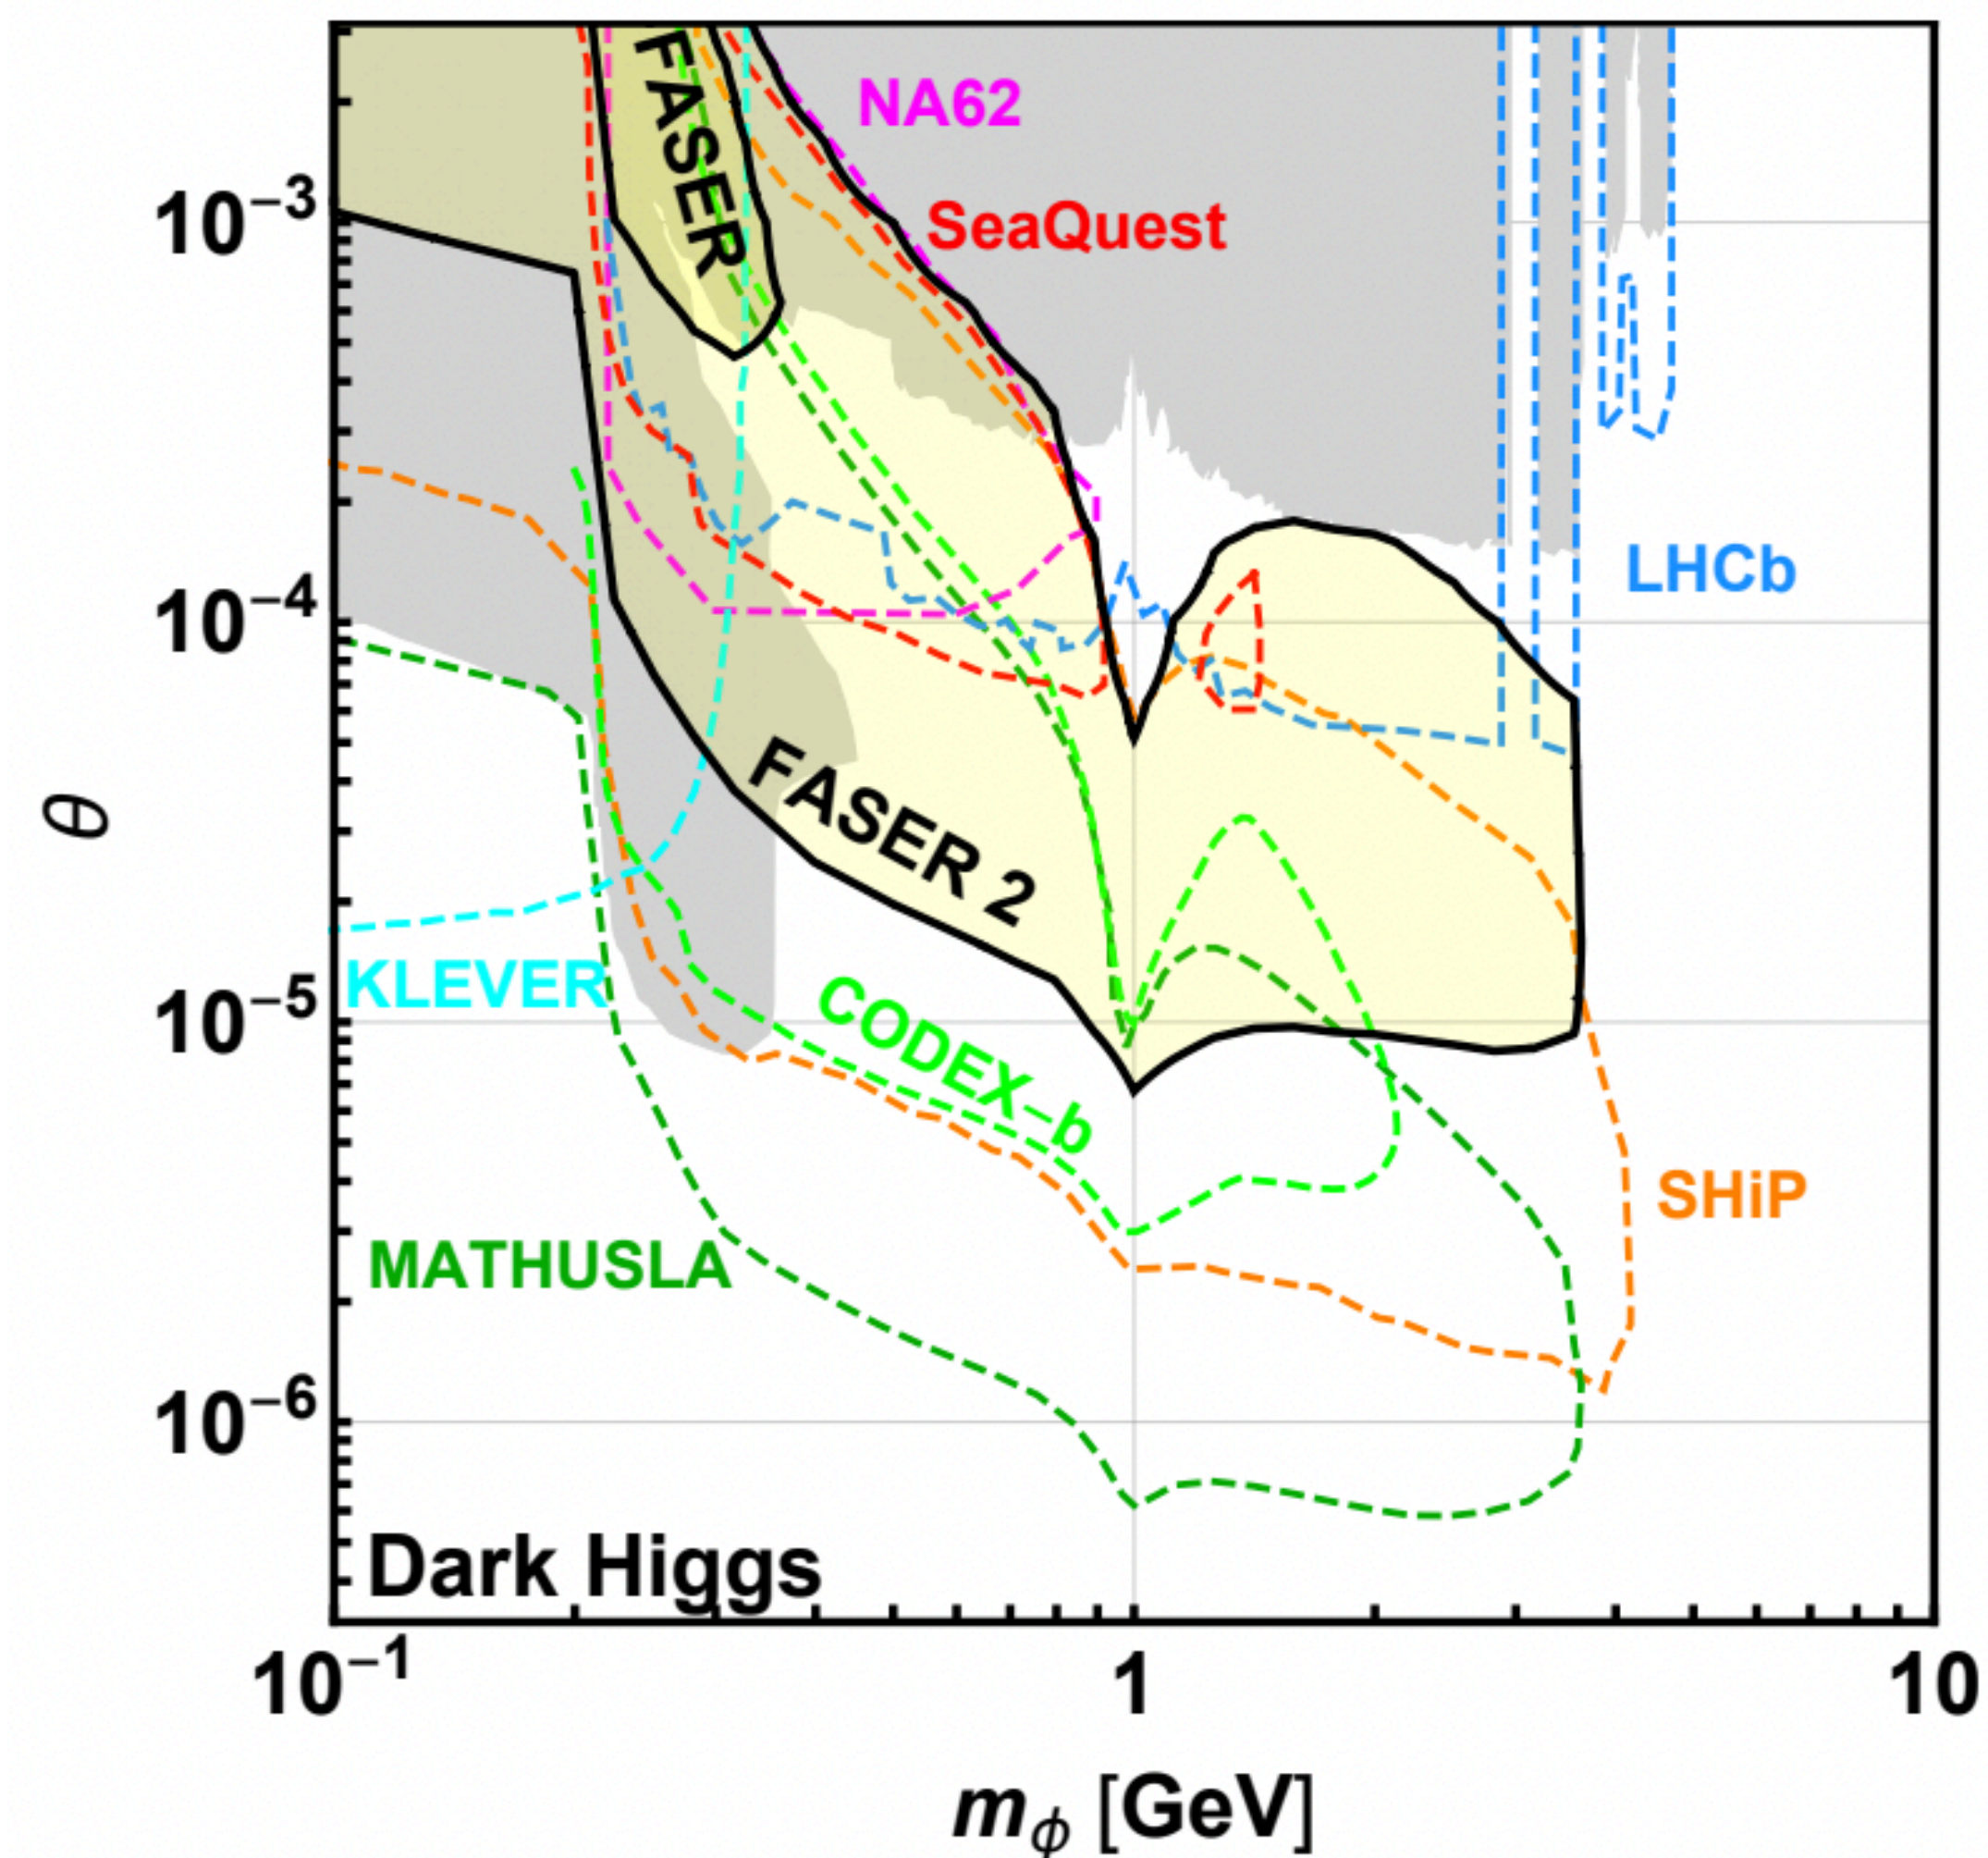 FASER
NA62
SeaQuest
10⁻³
LHCb
10⁻⁴
θ
FASER 2
KLEVER
CODEX−b
10⁻⁵
SHiP
MATHUSLA
10⁻⁶
Dark Higgs
10⁻¹ 1 10
m_ϕ [GeV]